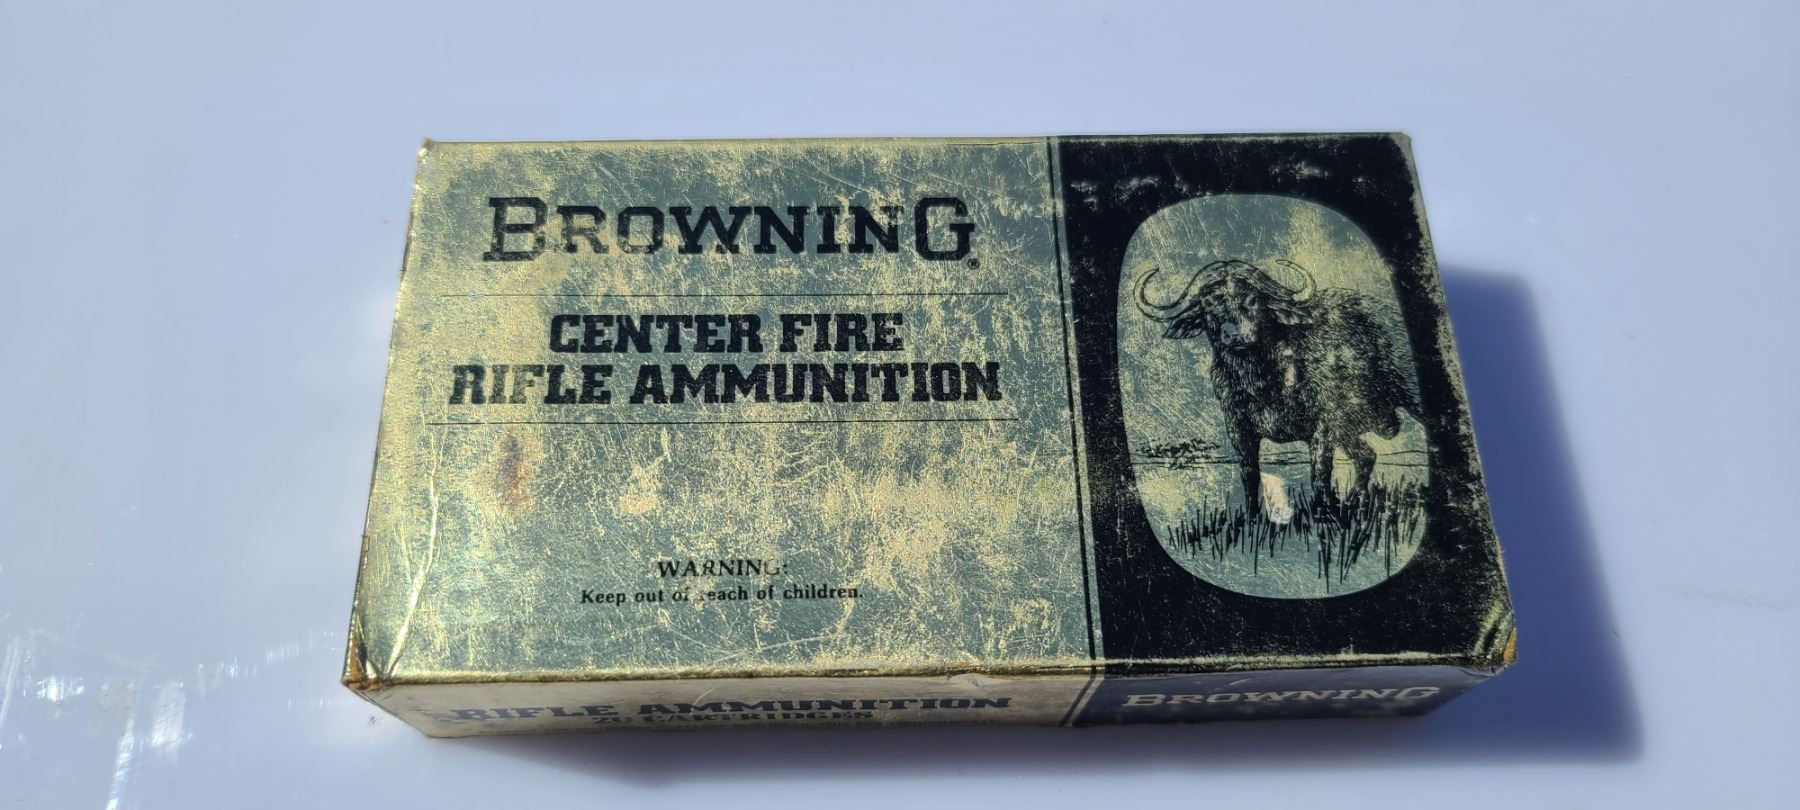 BROWNING®
CENTER FIRE
RIFLE AMMUNITION
WARNING:
Keep out of reach of children.
RIFLE AMMUNITION
20 CARTRIDGES
BROWNING